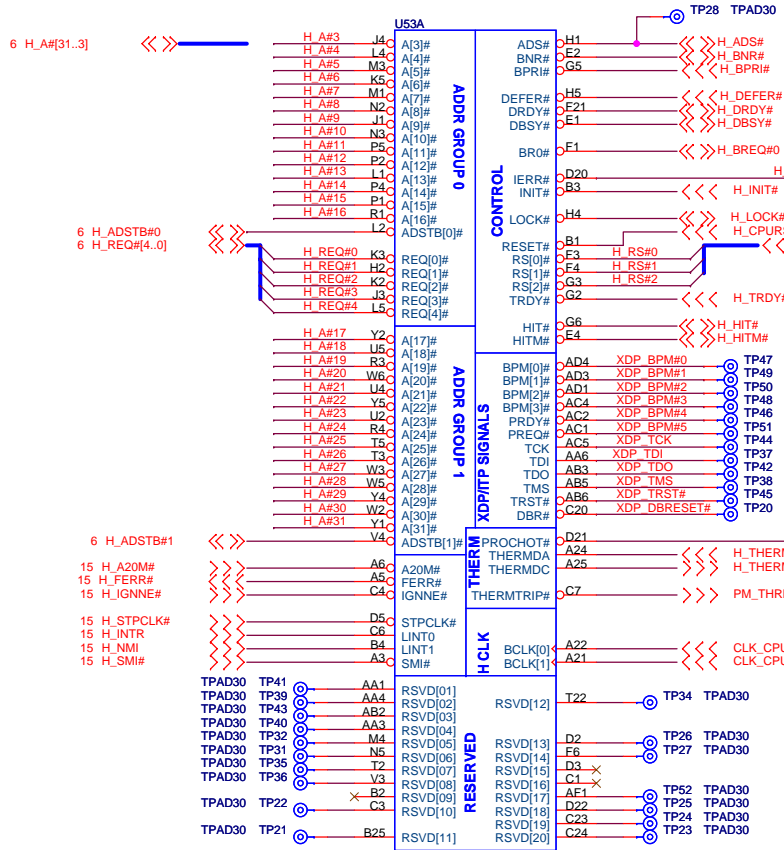 TP28 TPAD30
U53A
6 H_A#[31..3]
H_A#3 J4 A[3]# ADS# H1 H_ADS#
H_A#4 L4 A[4]# BNR# E2 H_BNR#
H_A#5 M3 A[5]# BPRI# G5 H_BPRI#
H_A#6 K5 A[6]#
H_A#7 M1 A[7]# DEFER# H5 H_DEFER#
H_A#8 N2 A[8]# DRDY# F21 H_DRDY#
H_A#9 J1 A[9]# DBSY# E1 H_DBSY#
H_A#10 N3 A[10]#
H_A#11 P5 A[11]# BR0# F1 H_BREQ#0
H_A#12 P2 A[12]#
H_A#13 L1 A[13]# IERR# D20 H
H_A#14 P4 A[14]# INIT# B3 H_INIT#
H_A#15 P1 A[15]#
H_A#16 R1 A[16]# LOCK# H4 H_LOCK#
6 H_ADSTB#0 L2 ADSTB[0]# H_CPUR
6 H_REQ#[4..0] RESET# B1
H_REQ#0 K3 REQ[0]# RS[0]# F3 H_RS#0
H_REQ#1 H2 REQ[1]# RS[1]# F4 H_RS#1
H_REQ#2 K2 REQ[2]# RS[2]# G3 H_RS#2
H_REQ#3 J3 REQ[3]# TRDY# G2 H_TRDY#
H_REQ#4 L5 REQ[4]#
HIT# G6 H_HIT#
HITM# E4 H_HITM#
ADDR GROUP 0
CONTROL
H_A#17 Y2 A[17]#
H_A#18 U5 A[18]#
H_A#19 R3 A[19]# BPM[0]# AD4 XDP_BPM#0 TP47
H_A#20 W6 A[20]# BPM[1]# AD3 XDP_BPM#1 TP49
H_A#21 U4 A[21]# BPM[2]# AD1 XDP_BPM#2 TP50
H_A#22 Y5 A[22]# BPM[3]# AC4 XDP_BPM#3 TP48
H_A#23 U2 A[23]# PRDY# AC2 XDP_BPM#4 TP46
H_A#24 R4 A[24]# PREQ# AC1 XDP_BPM#5 TP51
H_A#25 T5 A[25]# TCK AC5 XDP_TCK TP44
H_A#26 T3 A[26]# TDI AA6 XDP_TDI TP37
H_A#27 W3 A[27]# TDO AB3 XDP_TDO TP42
H_A#28 W5 A[28]# TMS AB5 XDP_TMS TP38
H_A#29 Y4 A[29]# TRST# AB6 XDP_TRST# TP45
H_A#30 W2 A[30]# DBR# C20 XDP_DBRESET# TP20
H_A#31 Y1 A[31]#
6 H_ADSTB#1 V4 ADSTB[1]# PROCHOT# D21
ADDR GROUP 1
XDP/ITP SIGNALS
THERMDA A24 H_THERM
15 H_A20M# A6 A20M# THERMDC A25 H_THERM
15 H_FERR# A5 FERR#
15 H_IGNNE# C4 IGNNE# THERMTRIP# C7 PM_THR
THERM
15 H_STPCLK# D5 STPCLK#
15 H_INTR C6 LINT0
15 H_NMI B4 LINT1 BCLK[0] A22 CLK_CPU
15 H_SMI# A3 SMI# BCLK[1] A21 CLK_CPU
H CLK
TPAD30 TP41 AA1 RSVD[01]
TPAD30 TP39 AA4 RSVD[02] RSVD[12] T22 TP34 TPAD30
TPAD30 TP43 AB2 RSVD[03]
TPAD30 TP40 AA3 RSVD[04]
TPAD30 TP32 M4 RSVD[05] RSVD[13] D2 TP26 TPAD30
TPAD30 TP31 N5 RSVD[06] RSVD[14] F6 TP27 TPAD30
TPAD30 TP35 T2 RSVD[07] RSVD[15] D3
TPAD30 TP36 V3 RSVD[08] RSVD[16] C1
B2 RSVD[09] RSVD[17] AF1 TP52 TPAD30
TPAD30 TP22 C3 RSVD[10] RSVD[18] D22 TP25 TPAD30
RSVD[19] C23 TP24 TPAD30
TPAD30 TP21 B25 RSVD[11] RSVD[20] C24 TP23 TPAD30
RESERVED